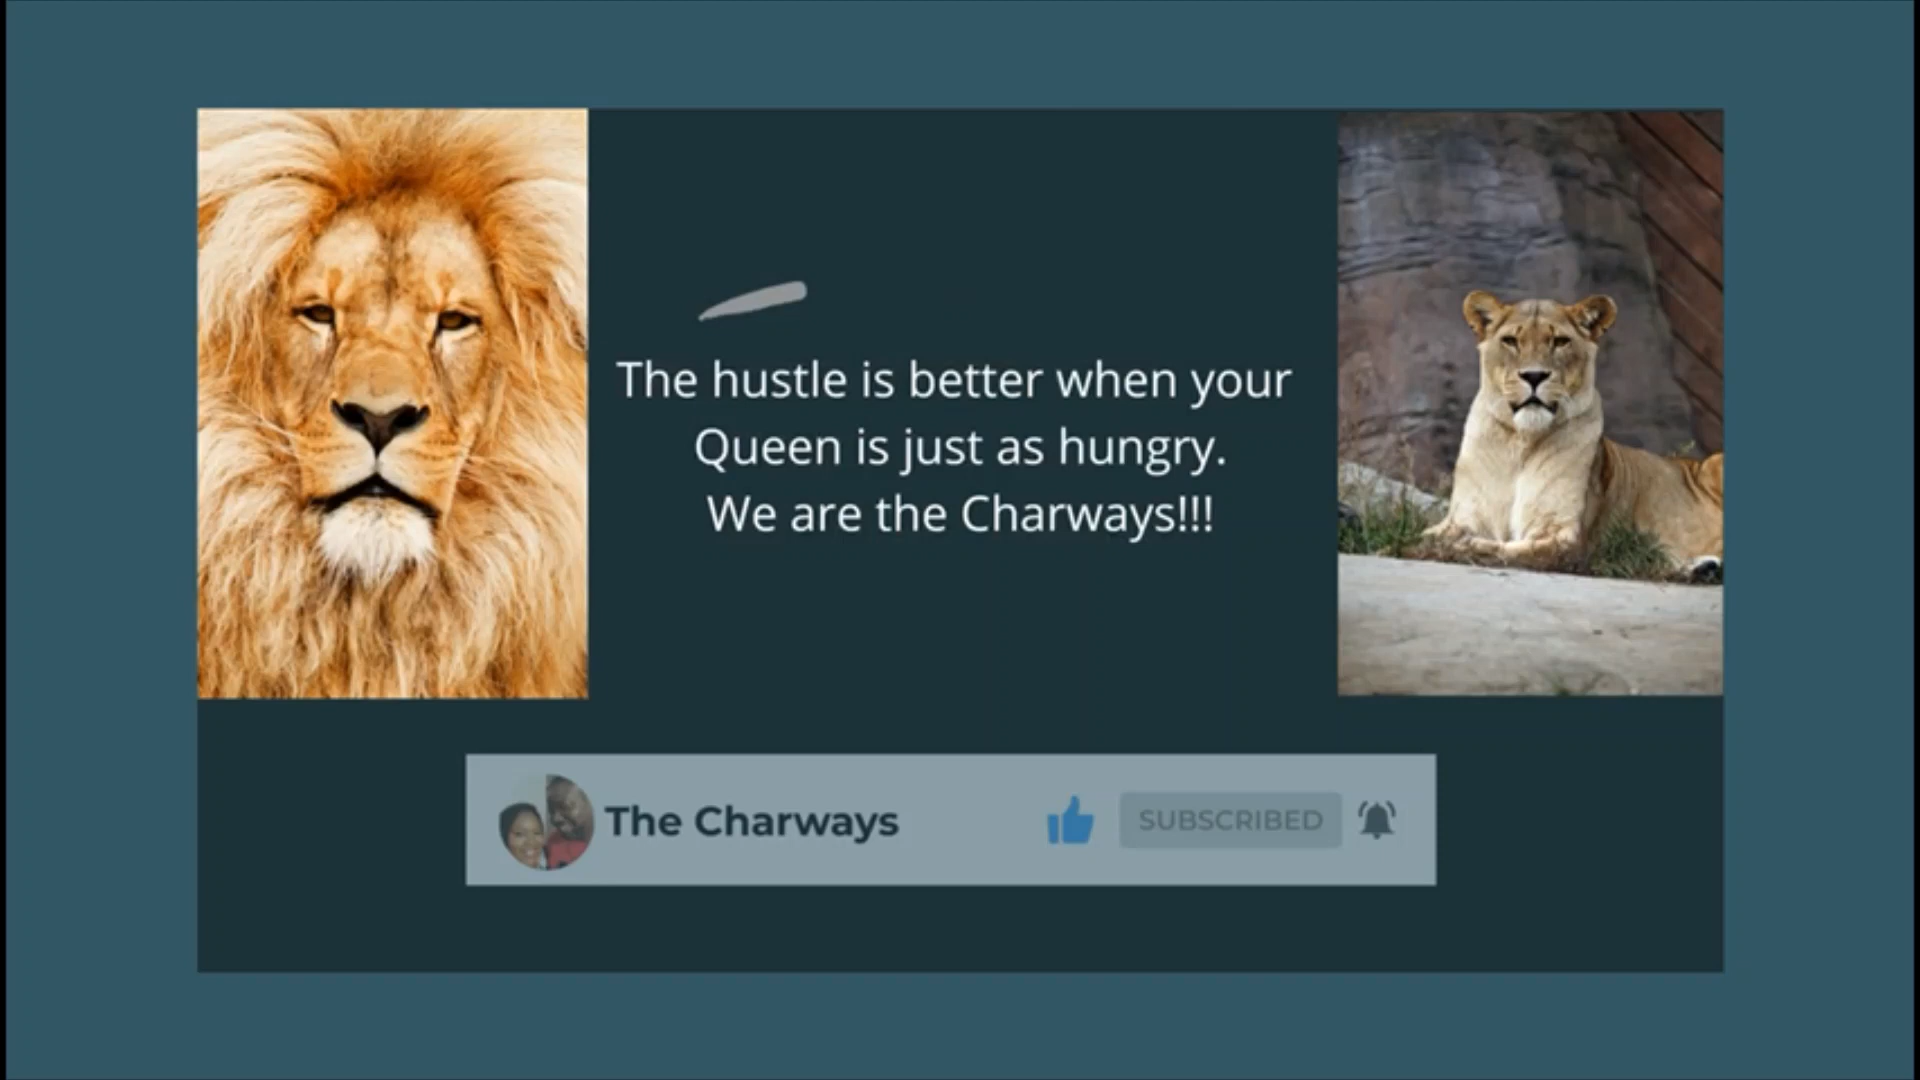 The hustle is better when your
Queen is just as hungry.
We are the Charways!!!
The Charways
SUBSCRIBED